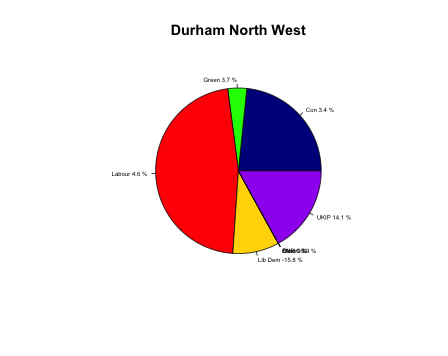 Durham North West
Green 3.7 %
Con 3.4 %
Labour 4.6 %
UKIP 14.1 %
Lib Dem -15.8 %